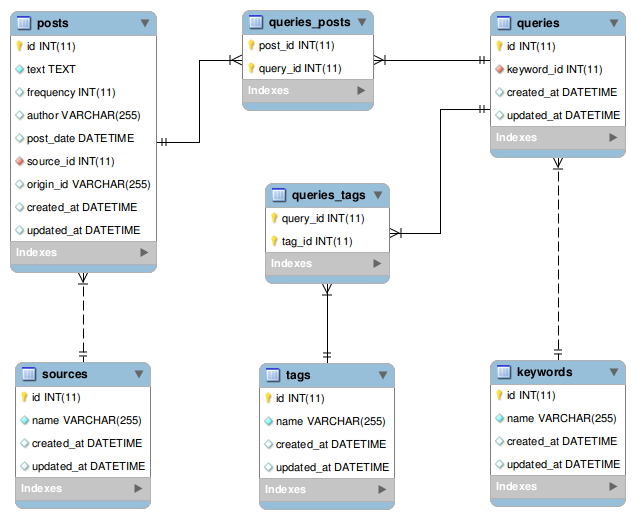 posts
id INT(11)
text TEXT
frequency INT(11)
author VARCHAR(255)
post_date DATETIME
source_id INT(11)
origin_id VARCHAR(255)
created_at DATETIME
updated_at DATETIME
Indexes
queries_posts
post_id INT(11)
query_id INT(11)
Indexes
queries
id INT(11)
keyword_id INT(11)
created_at DATETIME
updated_at DATETIME
Indexes
queries_tags
query_id INT(11)
tag_id INT(11)
Indexes
sources
id INT(11)
name VARCHAR(255)
created_at DATETIME
updated_at DATETIME
Indexes
tags
id INT(11)
name VARCHAR(255)
created_at DATETIME
updated_at DATETIME
Indexes
keywords
id INT(11)
name VARCHAR(255)
created_at DATETIME
updated_at DATETIME
Indexes